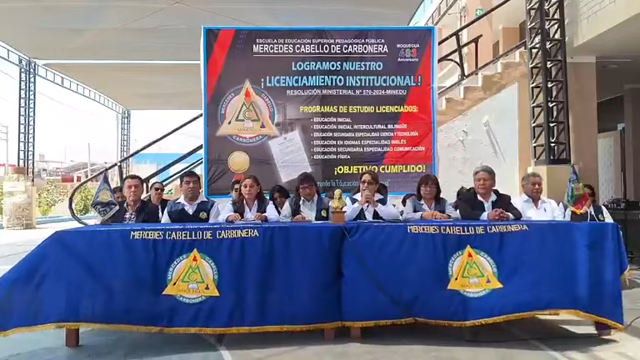 ESCUELA DE EDUCACIÓN SUPERIOR PEDAGÓGICA PÚBLICA
MERCEDES CABELLO DE CARBONERA
MOQUEGUA
483
Aniversario
LOGRAMOS NUESTRO
¡ LICENCIAMIENTO INSTITUCIONAL !
RESOLUCIÓN MINISTERIAL Nº 570-2024-MINEDU
PROGRAMAS DE ESTUDIO LICENCIADOS:
- EDUCACIÓN INICIAL
- EDUCACIÓN INICIAL INTERCULTURAL BILINGÜE
- EDUCACIÓN SECUNDARIA ESPECIALIDAD CIENCIA Y TECNOLOGÍA
- EDUCACIÓN EN IDIOMAS ESPECIALIDAD INGLÉS
- EDUCACIÓN SECUNDARIA ESPECIALIDAD COMUNICACIÓN
- EDUCACIÓN FÍSICA
¡OBJETIVO CUMPLIDO!
la Educación
MERCEDES CABELLO DE CARBONERA
MERCEDES CABELLO DE CARBONERA